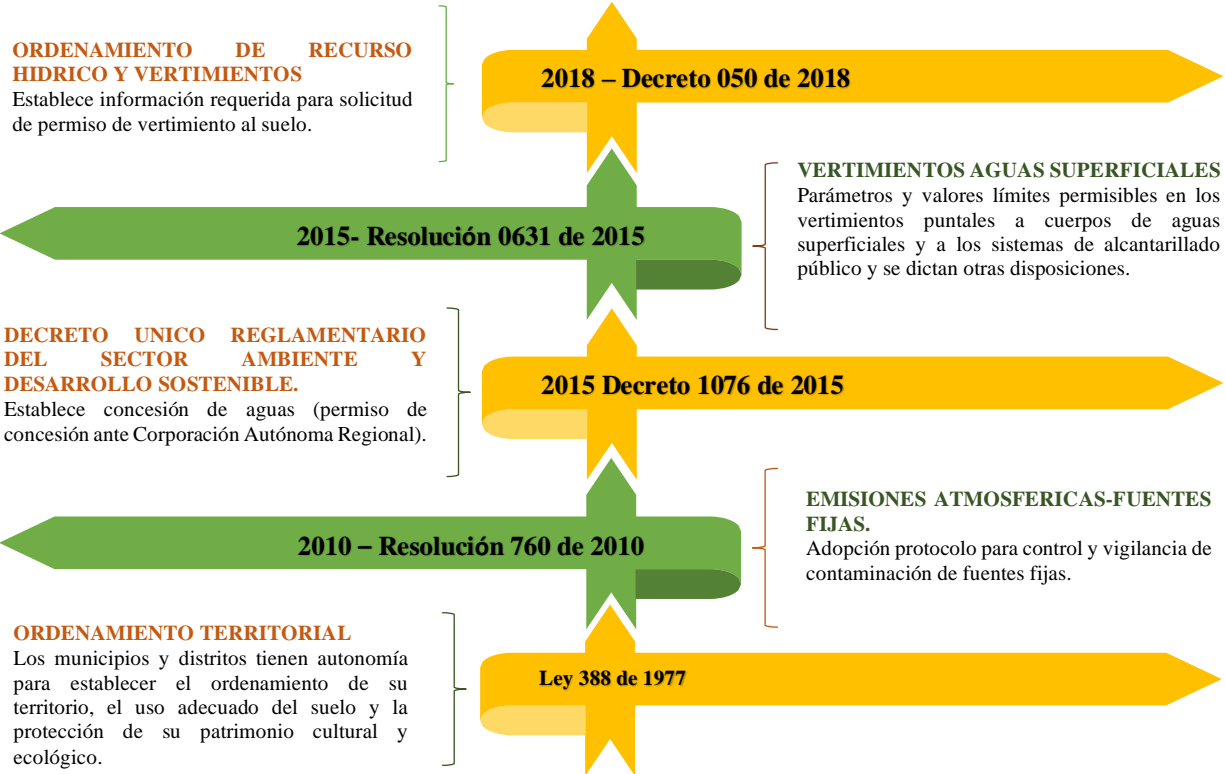 ORDENAMIENTO DE RECURSO
HIDRICO Y VERTIMIENTOS
Establece información requerida para solicitud
de permiso de vertimiento al suelo.
2018 – Decreto 050 de 2018
VERTIMIENTOS AGUAS SUPERFICIALES
Parámetros y valores límites permisibles en los
vertimientos puntales a cuerpos de aguas
superficiales y a los sistemas de alcantarillado
público y se dictan otras disposiciones.
2015- Resolución 0631 de 2015
DECRETO UNICO REGLAMENTARIO
DEL SECTOR AMBIENTE Y
DESARROLLO SOSTENIBLE.
Establece concesión de aguas (permiso de
concesión ante Corporación Autónoma Regional).
2015 Decreto 1076 de 2015
EMISIONES ATMOSFERICAS-FUENTES
FIJAS.
Adopción protocolo para control y vigilancia de
contaminación de fuentes fijas.
2010 – Resolución 760 de 2010
ORDENAMIENTO TERRITORIAL
Los municipios y distritos tienen autonomía
para establecer el ordenamiento de su
territorio, el uso adecuado del suelo y la
protección de su patrimonio cultural y
ecológico.
Ley 388 de 1977